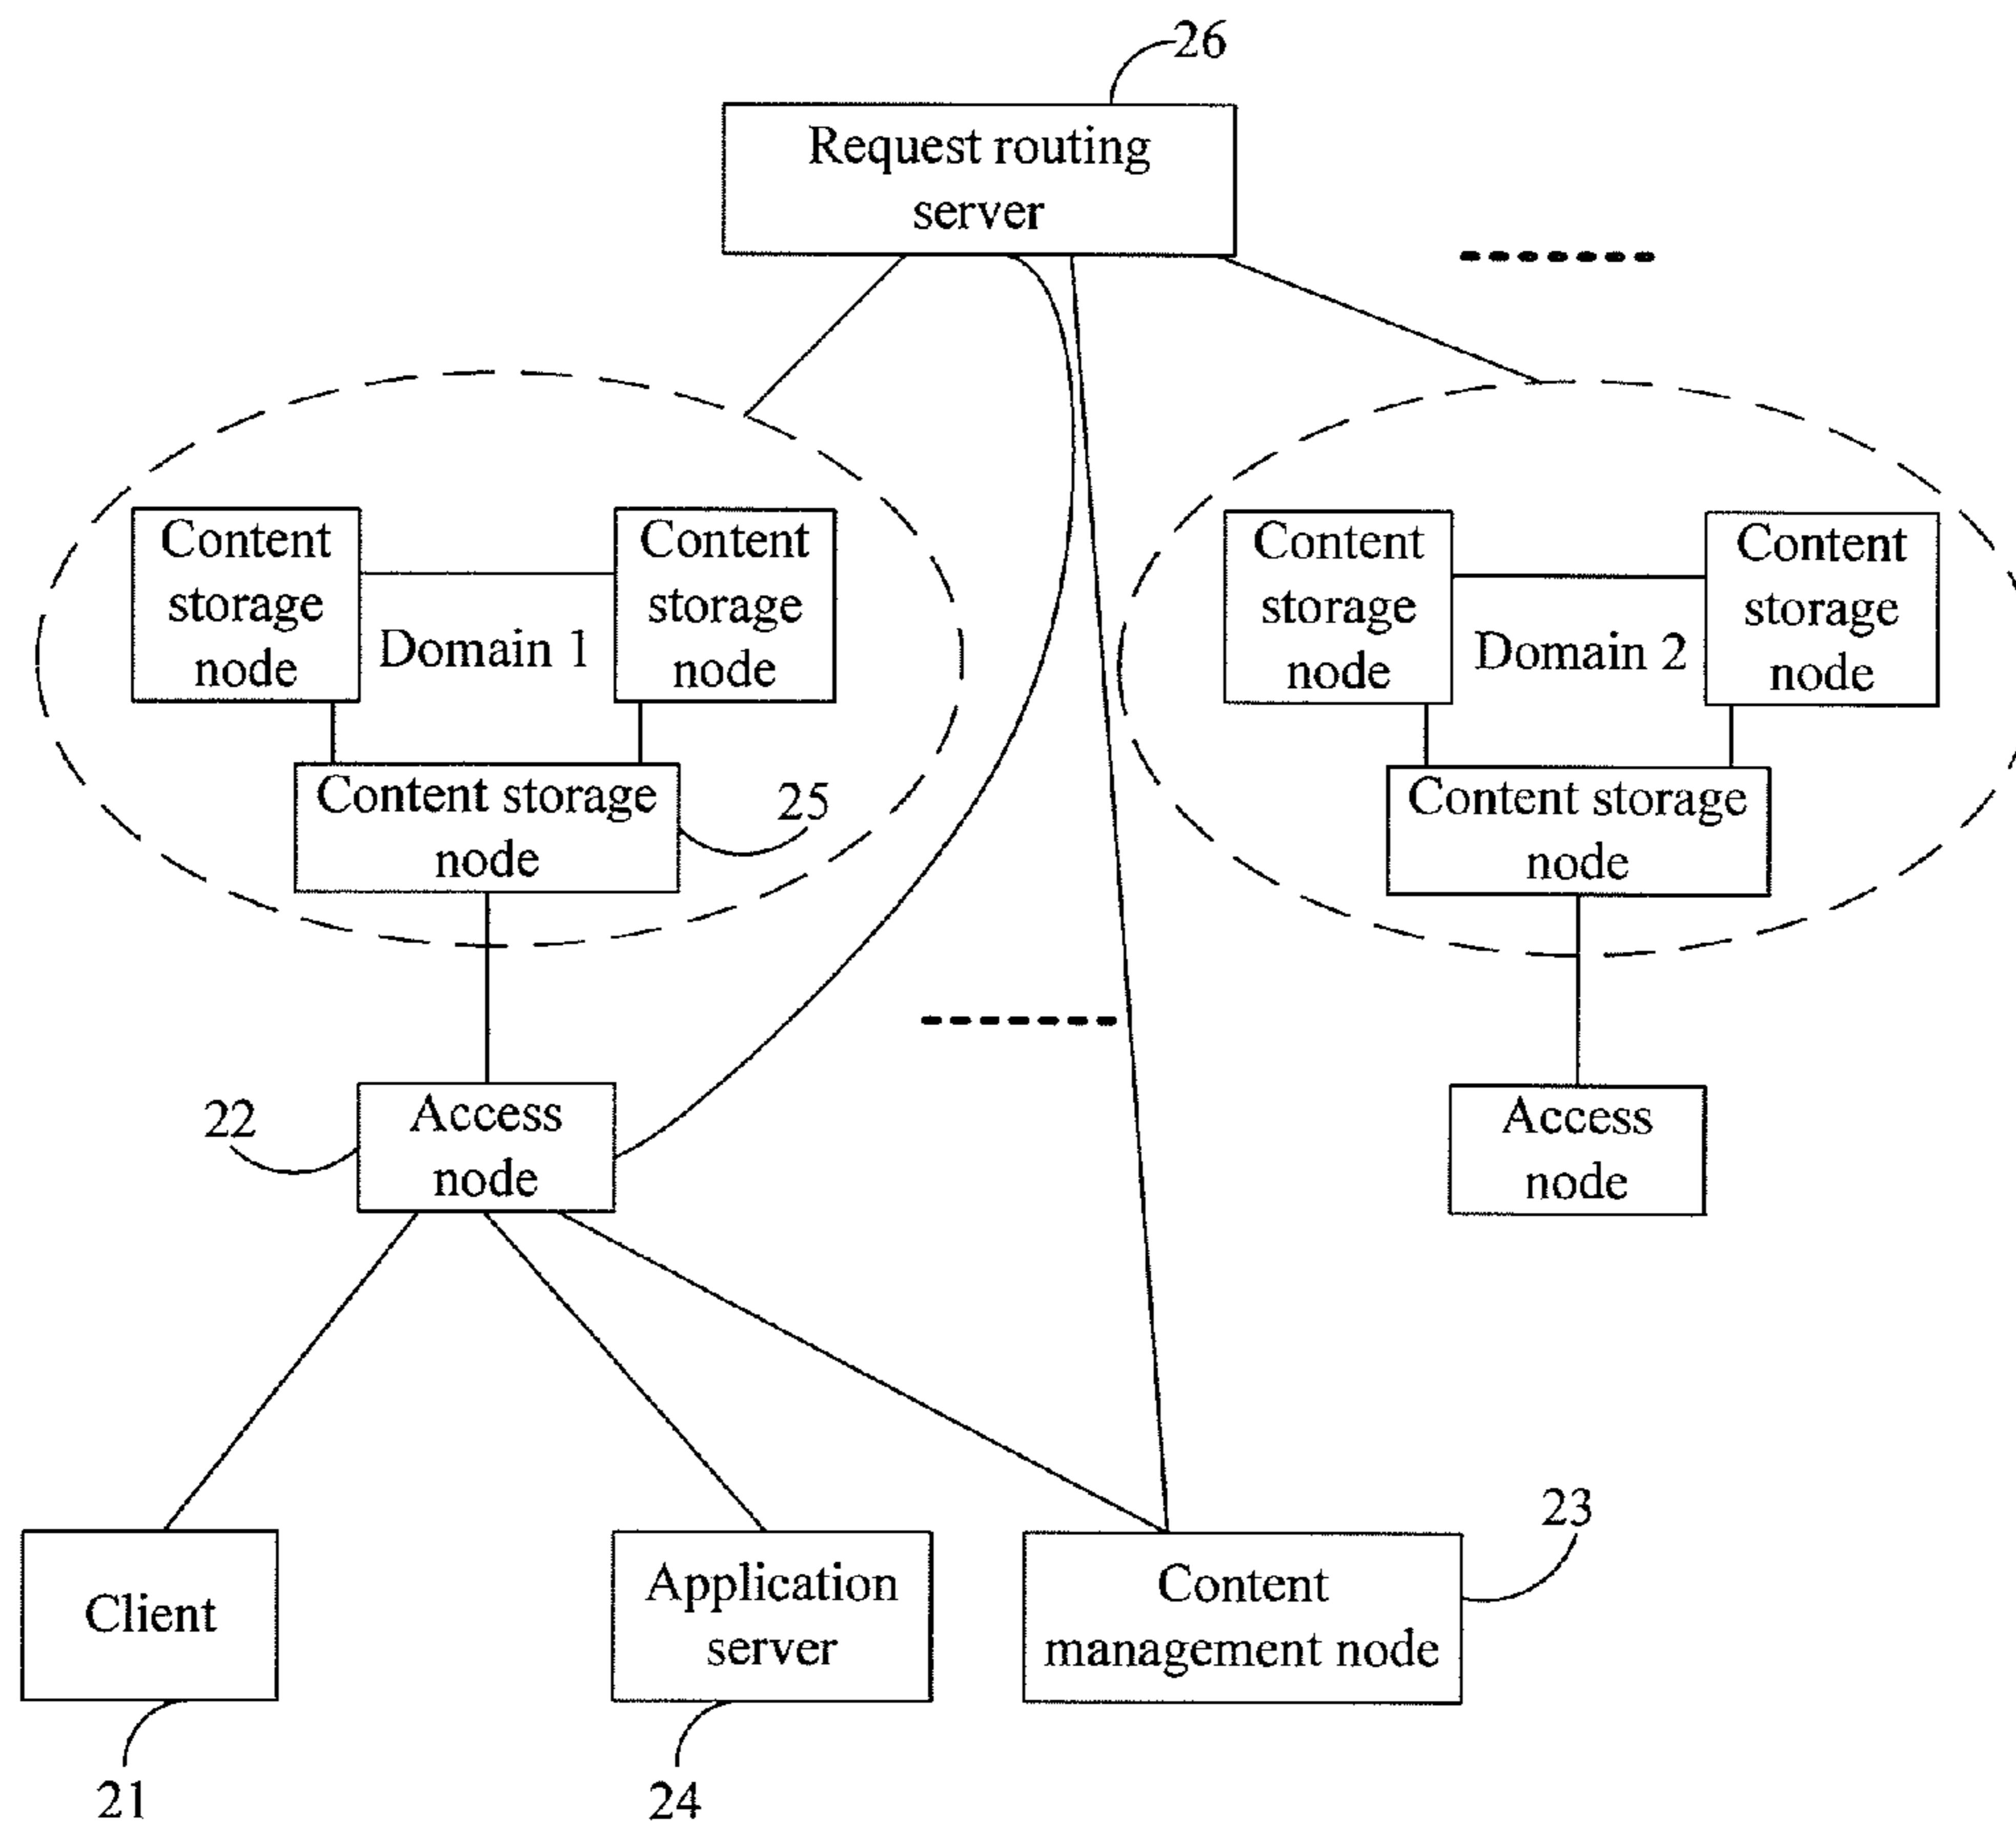 26
Request routing
server
Content
storage
node
Domain 1
Content
storage
node
Content storage
node
25
Content
storage
node
Domain 2
Content
storage
node
Content storage
node
22
Access
node
Access
node
Client
21
Application
server
24
Content
management node
23